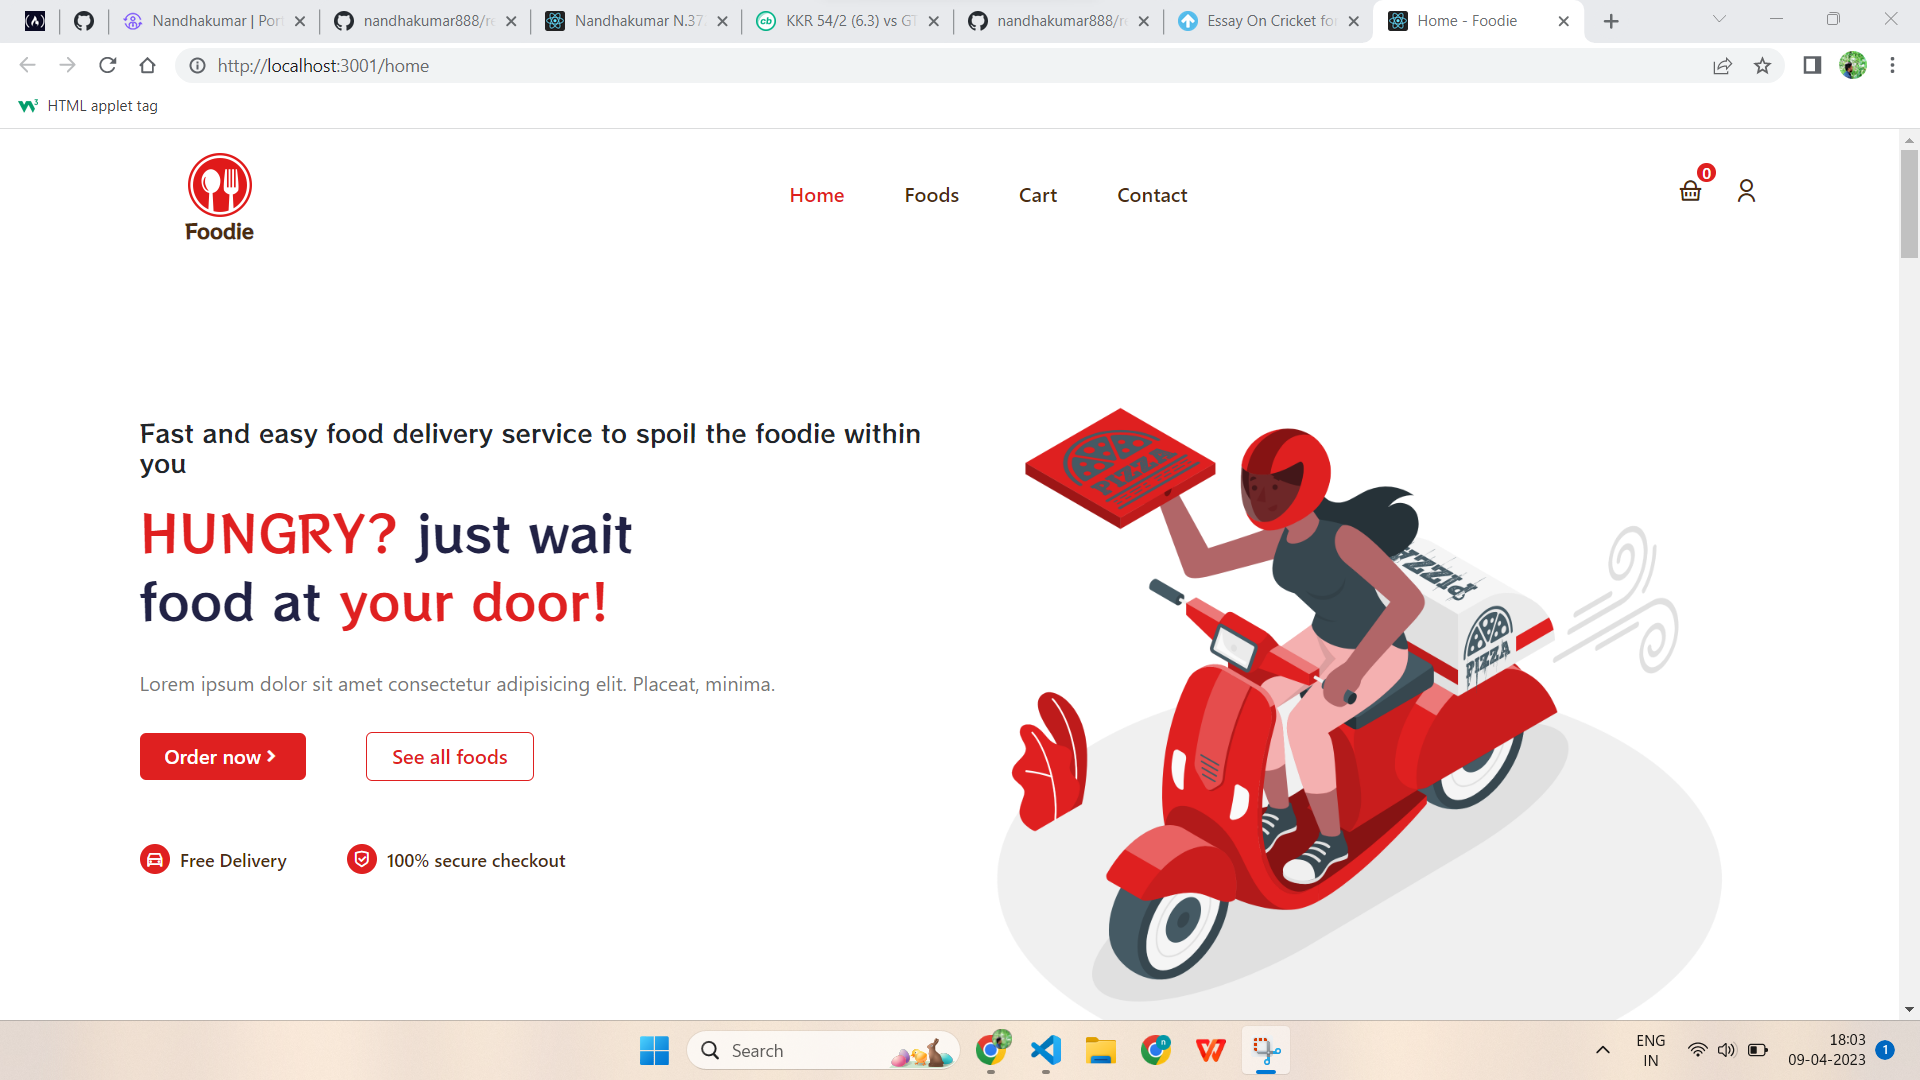 Nandhakumar | Port
nandhakumar888/re
Nandhakumar N.37
KKR 54/2 (6.3) vs GT
nandhakumar888/re
Essay On Cricket for
Home - Foodie
http://localhost:3001/home
HTML applet tag
Foodie
Home
Foods
Cart
Contact
0
Fast and easy food delivery service to spoil the foodie within
you
HUNGRY? just wait
food at your door!
Lorem ipsum dolor sit amet consectetur adipisicing elit. Placeat, minima.
Order now
See all foods
Free Delivery
100% secure checkout
PIZZA
PIZZA
PIZZA
Search
ENG
IN
18:03
09-04-2023
1